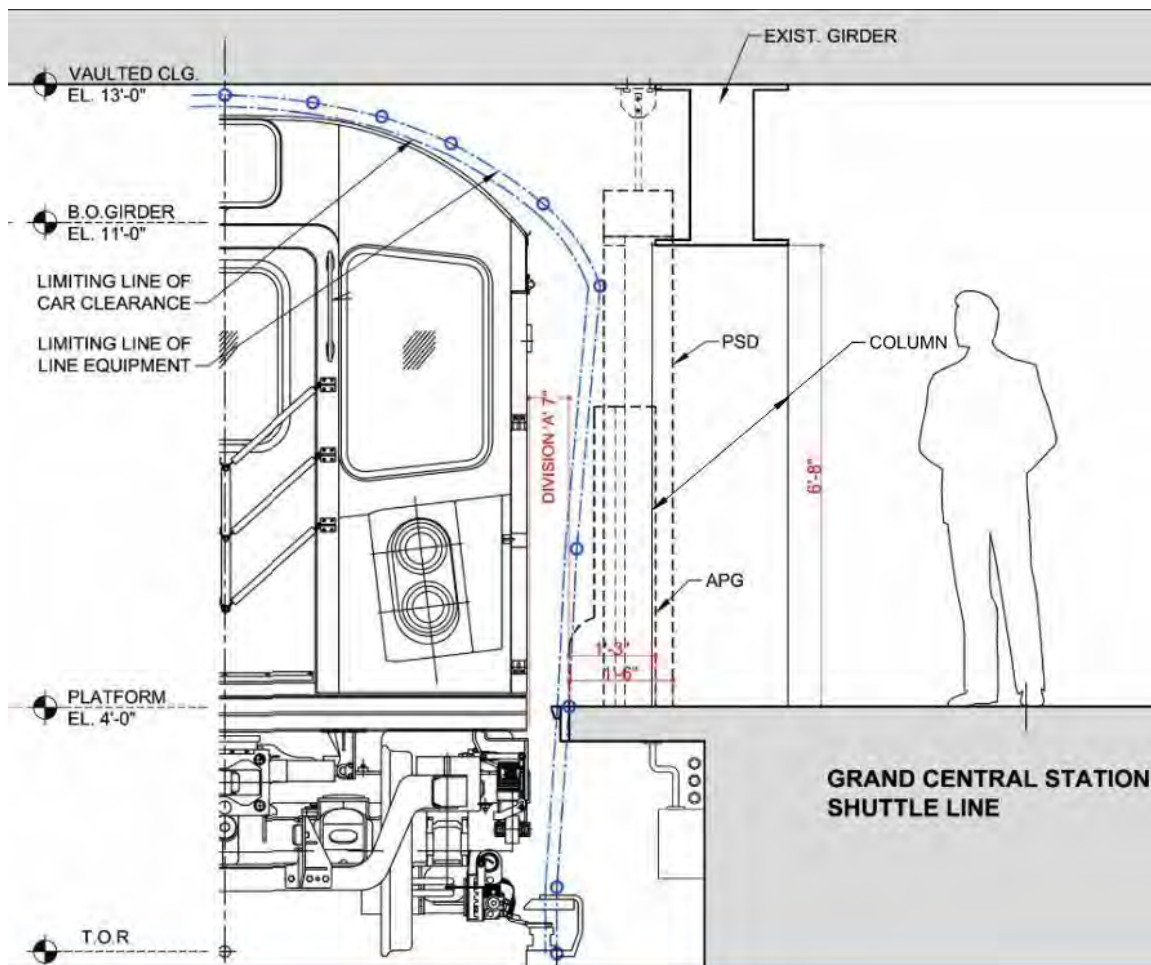 EXIST. GIRDER
VAULTED CLG.
EL. 13'-0"
B.O.GIRDER
EL. 11'-0"
LIMITING LINE OF
CAR CLEARANCE
LIMITING LINE OF
LINE EQUIPMENT
PSD
COLUMN
DIVISION 'A' 7"
6'-8"
APG
1'-3"
1'-6"
PLATFORM
EL. 4'-0"
GRAND CENTRAL STATION
SHUTTLE LINE
T.O.R